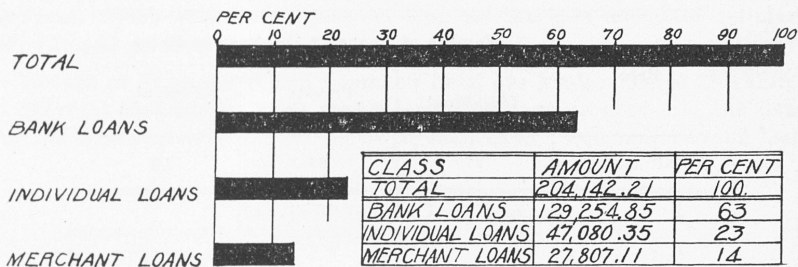 PER CENT
0 10 20 30 40 50 60 70 80 90 100
TOTAL
BANK LOANS
INDIVIDUAL LOANS
MERCHANT LOANS
CLASS AMOUNT PER CENT
TOTAL 204,142.21 100.
BANK LOANS 129,254.85 63
INDIVIDUAL LOANS 47,080.35 23
MERCHANT LOANS 27,807.11 14